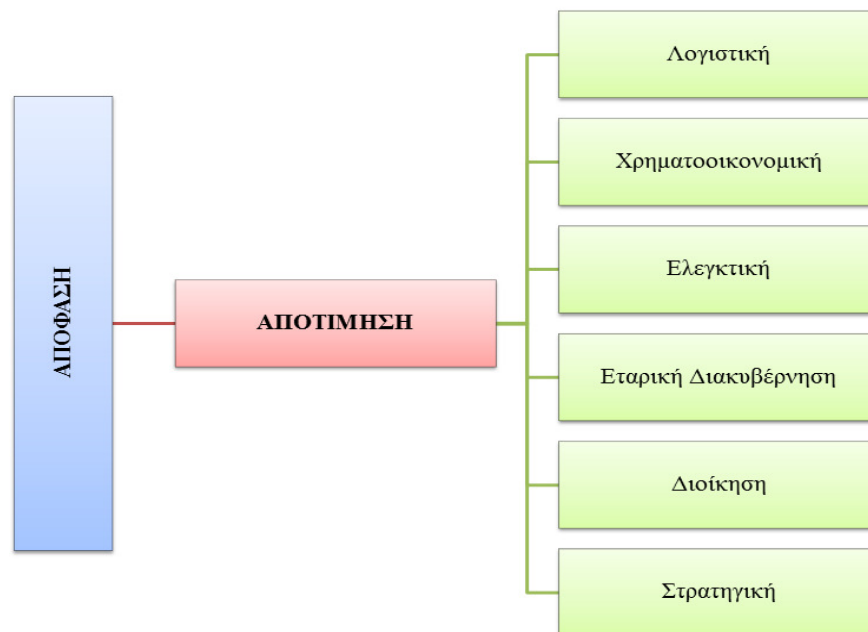 ΑΠΟΦΑΣΗ
ΑΠΟΤΙΜΗΣΗ
Λογιστική
Χρηματοοικονομική
Ελεγκτική
Εταρική Διακυβέρνηση
Διοίκηση
Στρατηγική